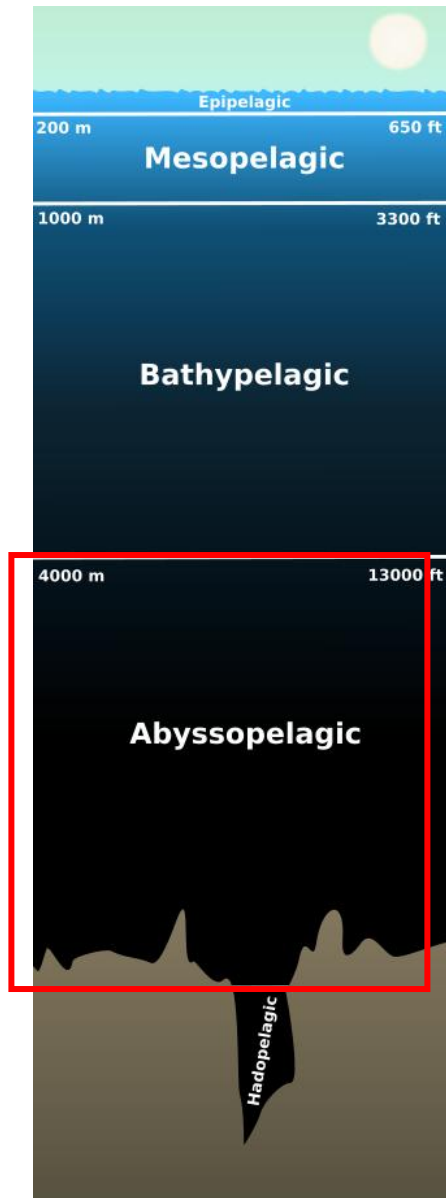 Epipelagic
200 m 650 ft
Mesopelagic
1000 m 3300 ft
Bathypelagic
4000 m 13000 ft
Abyssopelagic
Hadopelagic